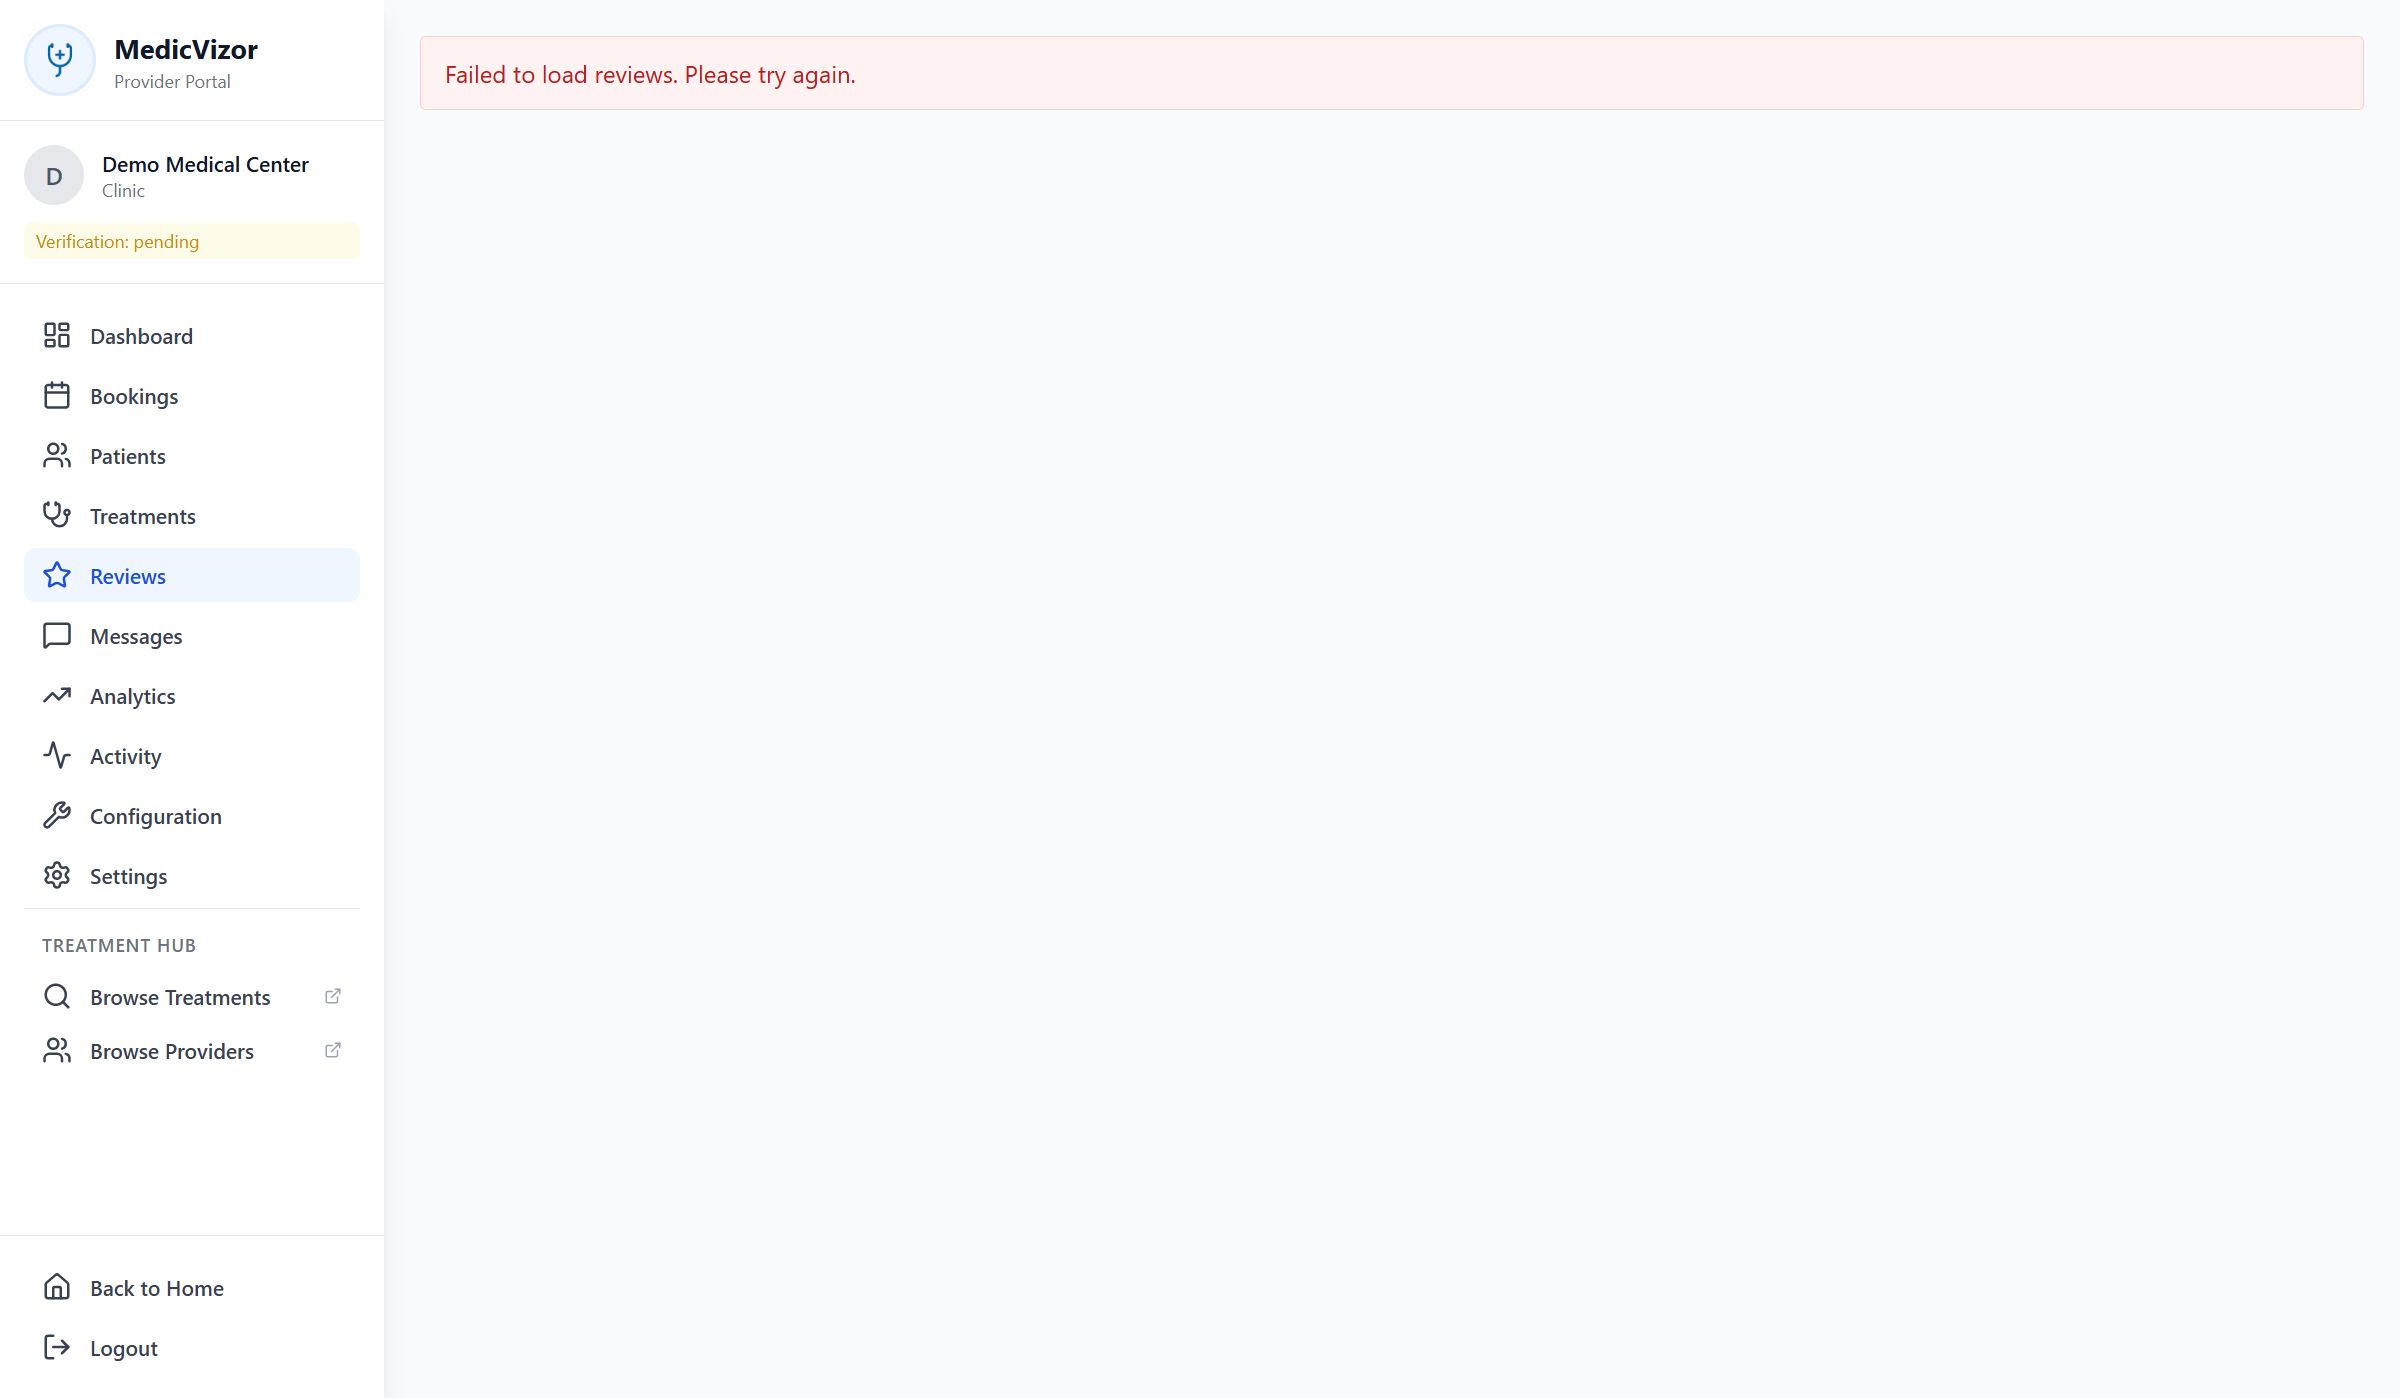 MedicVizor
Provider Portal
D
Demo Medical Center
Clinic
Verification: pending
Dashboard
Bookings
Patients
Treatments
Reviews
Messages
Analytics
Activity
Configuration
Settings
TREATMENT HUB
Browse Treatments
Browse Providers
Back to Home
Logout
Failed to load reviews. Please try again.